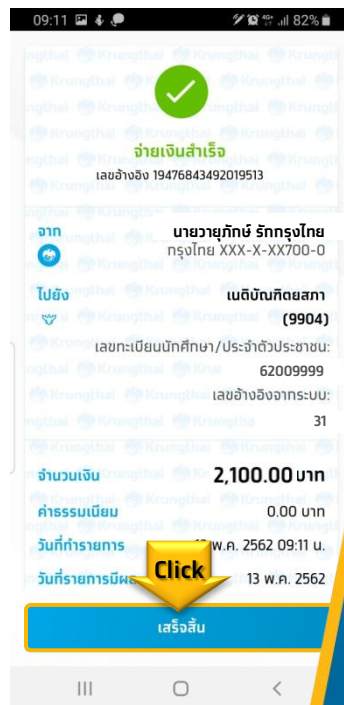 09:11 82%
จ่ายเงินสำเร็จ
เลขอ้างอิง 19476843492019513
จาก นายวายุภักษ์ รักกรุงไทย
กรุงไทย XXX-X-XX700-0
ไปยัง เนติบัณฑิตยสภา
(9904)
เลขทะเบียนนักศึกษา/ประจำตัวประชาชน:
62009999
เลขอ้างอิงจากระบบ:
31
จำนวนเงิน 2,100.00 บาท
ค่าธรรมเนียม 0.00 บาท
วันที่ทำรายการ พ.ค. 2562 09:11 น.
วันที่รายการมีผล 13 พ.ค. 2562
Click
เสร็จสิ้น